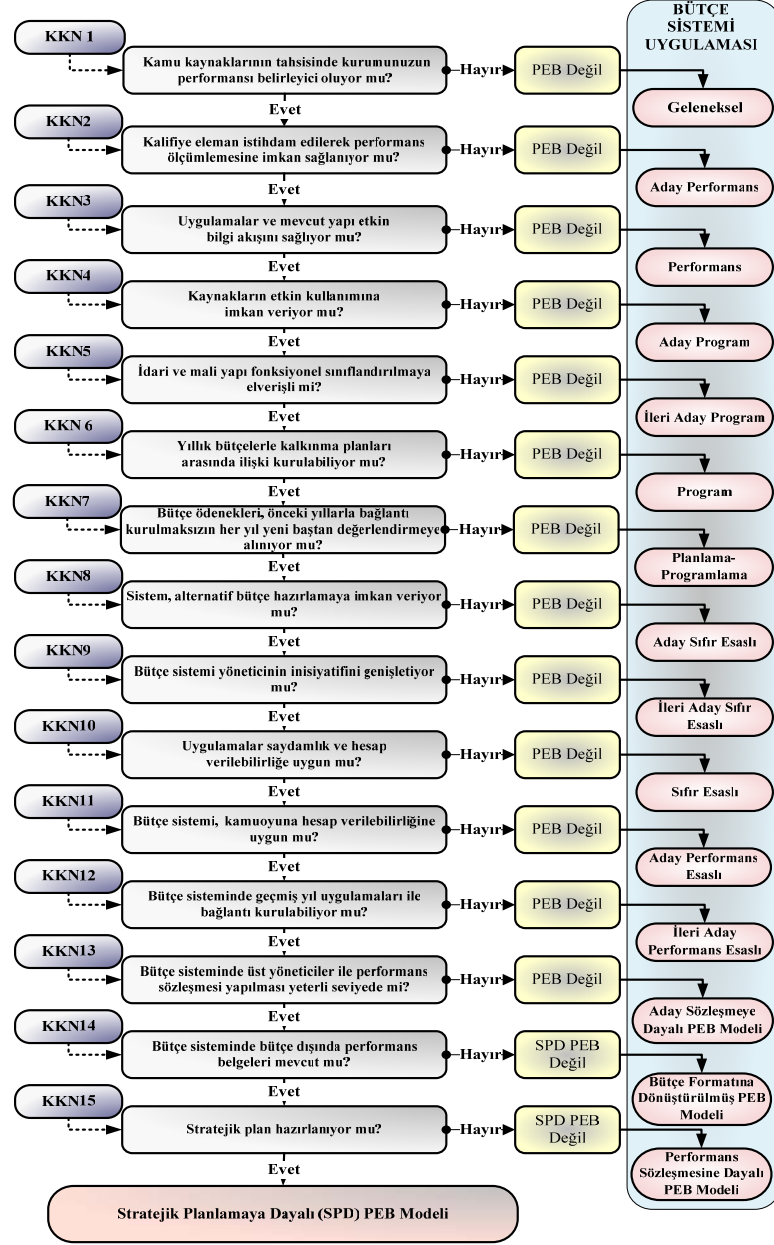 BÜTÇE
SİSTEMİ
UYGULAMASI
KKN 1
Kamu kaynaklarının tahsisinde kurumunuzun
performansı belirleyici oluyor mu?
Hayır
PEB Değil
Geleneksel
Evet
KKN2
Kalifiye eleman istihdam edilerek performans
ölçümlemesine imkan sağlanıyor mu?
Hayır
PEB Değil
Aday Performans
Evet
KKN3
Uygulamalar ve mevcut yapı etkin
bilgi akışını sağlıyor mu?
Hayır
PEB Değil
Performans
Evet
KKN4
Kaynakların etkin kullanımına
imkan veriyor mu?
Hayır
PEB Değil
Aday Program
Evet
KKN5
İdari ve mali yapı fonksiyonel sınıflandırılmaya
elverişli mi?
Hayır
PEB Değil
İleri Aday Program
Evet
KKN 6
Yıllık bütçelerle kalkınma planları
arasında ilişki kurulabiliyor mu?
Hayır
PEB Değil
Program
Evet
KKN7
Bütçe ödenekleri, önceki yıllarla bağlantı
kurulmaksızın her yıl yeni baştan değerlendirmeye
alınıyor mu?
Hayır
PEB Değil
Planlama-
Programlama
Evet
KKN8
Sistem, alternatif bütçe hazırlamaya imkan veriyor
mu?
Hayır
PEB Değil
Aday Sıfır Esaslı
Evet
KKN9
Bütçe sistemi yöneticinin inisiyatifini genişletiyor
mu?
Hayır
PEB Değil
İleri Aday Sıfır
Esaslı
Evet
KKN10
Uygulamalar saydamlık ve hesap
verilebilirliğe uygun mu?
Hayır
PEB Değil
Sıfır Esaslı
Evet
KKN11
Bütçe sistemi, kamuoyuna hesap verilebilirliğine
uygun mu?
Hayır
PEB Değil
Aday Performans
Esaslı
Evet
KKN12
Bütçe sisteminde geçmiş yıl uygulamaları ile
bağlantı kurulabiliyor mu?
Hayır
PEB Değil
İleri Aday
Performans Esaslı
Evet
KKN13
Bütçe sisteminde üst yöneticiler ile performans
sözleşmesi yapılması yeterli seviyede mi?
Hayır
PEB Değil
Aday Sözleşmeye
Dayalı PEB Modeli
Evet
KKN14
Bütçe sisteminde bütçe dışında performans
belgeleri mevcut mu?
Hayır
SPD PEB
Değil
Bütçe Formatına
Dönüştürülmüş PEB
Modeli
Evet
KKN15
Stratejik plan hazırlanıyor mu?
Hayır
SPD PEB
Değil
Performans
Sözleşmesine Dayalı
PEB Modeli
Evet
Stratejik Planlamaya Dayalı (SPD) PEB Modeli